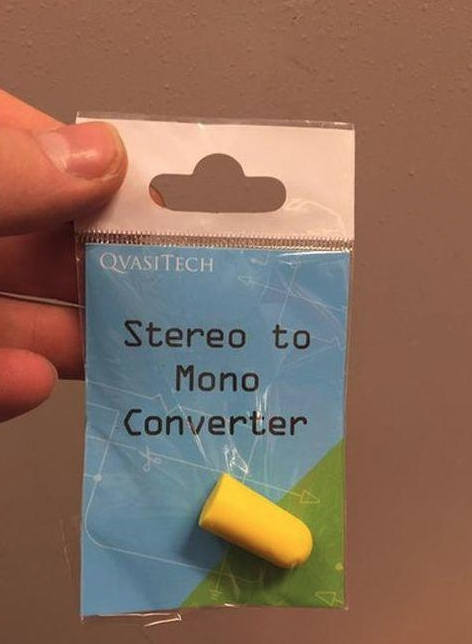 QVASITECH
Stereo to
Mono
Converter